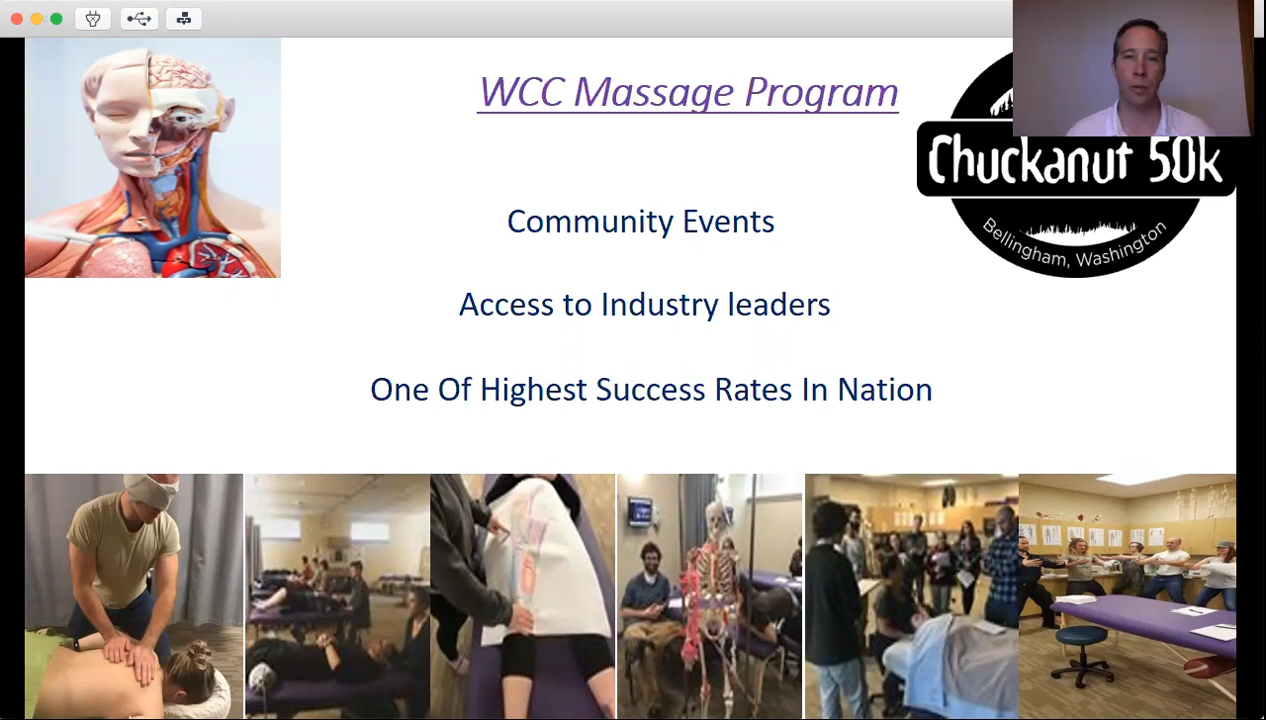 WCC Massage Program
Chuckanut 50k
Bellingham, Washington
Community Events
Access to Industry leaders
One Of Highest Success Rates In Nation